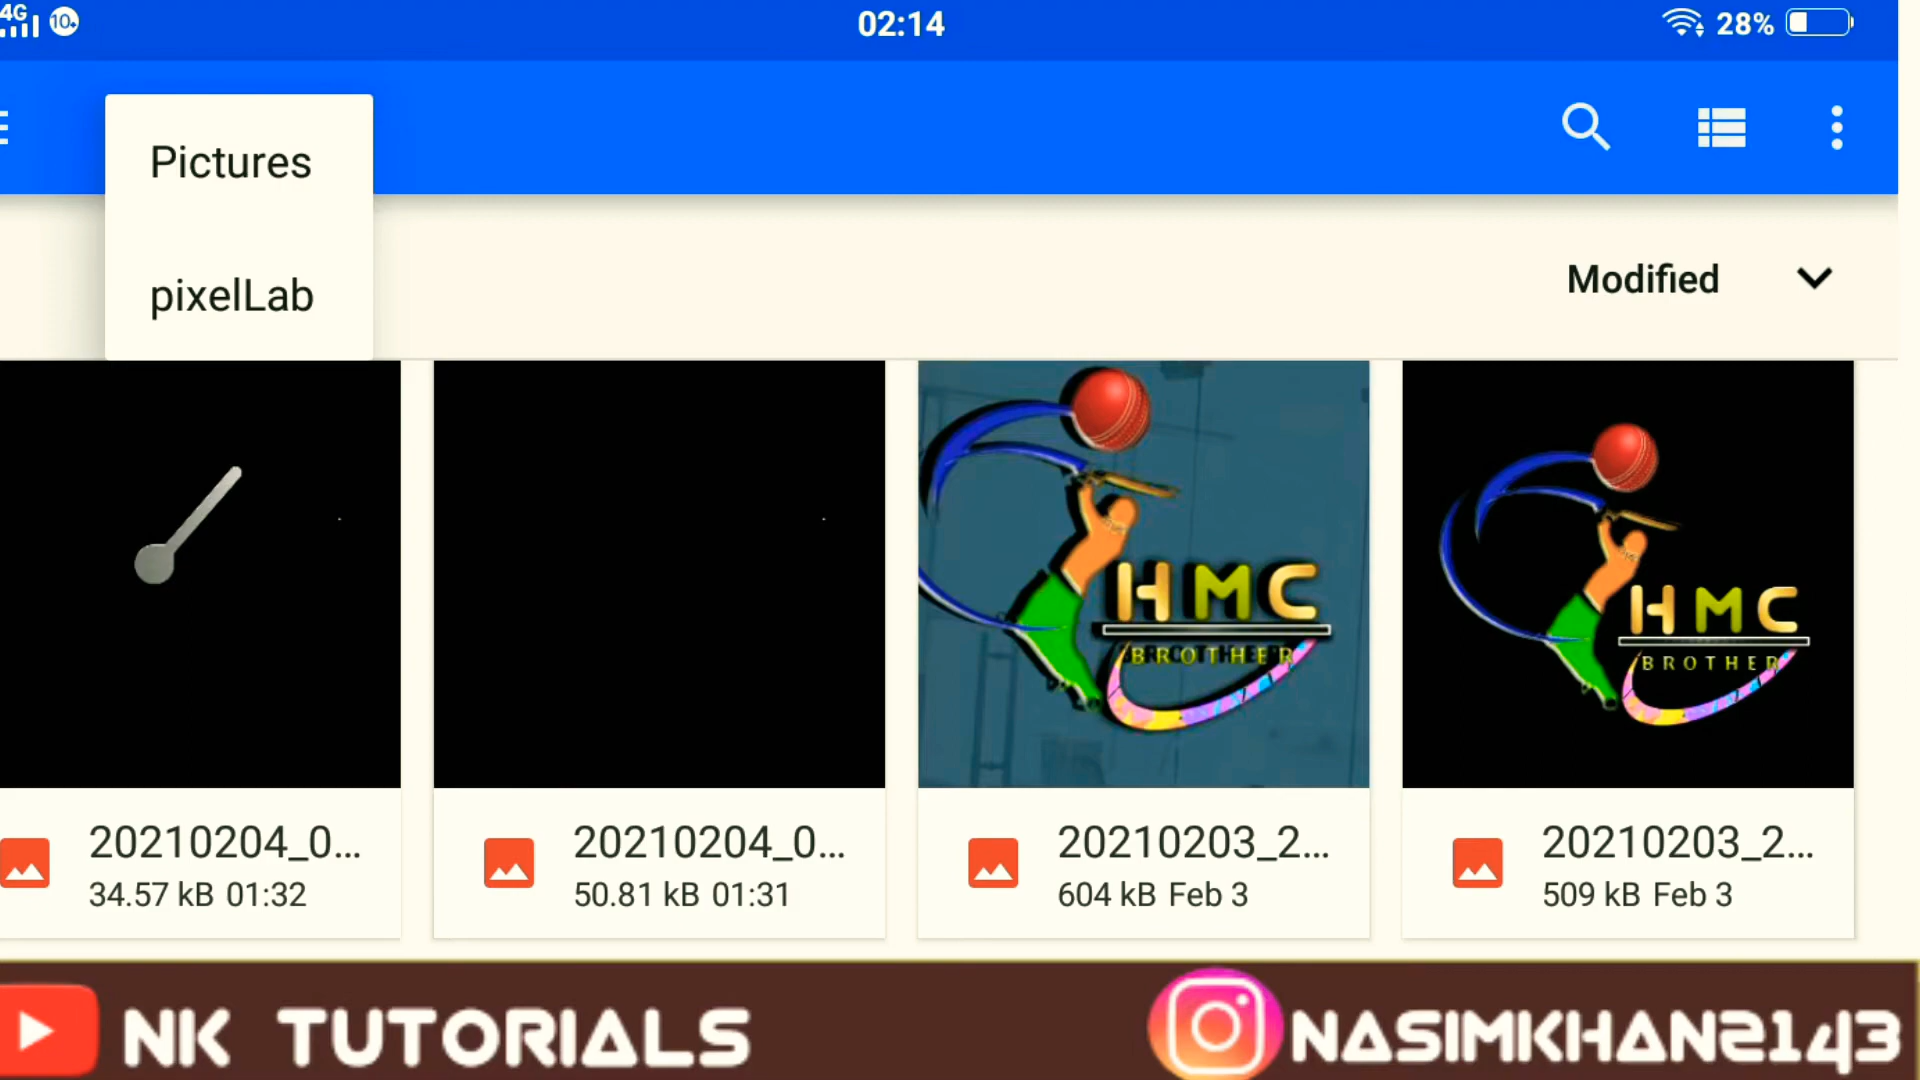 4G 10+ 02:14 28%
Pictures
pixelLab
Modified
HMC
BROTHER
HMC
BROTHER
20210204_0...
34.57 kB 01:32
20210204_0...
50.81 kB 01:31
20210203_2...
604 kB Feb 3
20210203_2...
509 kB Feb 3
NK TUTORIALS
NASIMKHAN2143